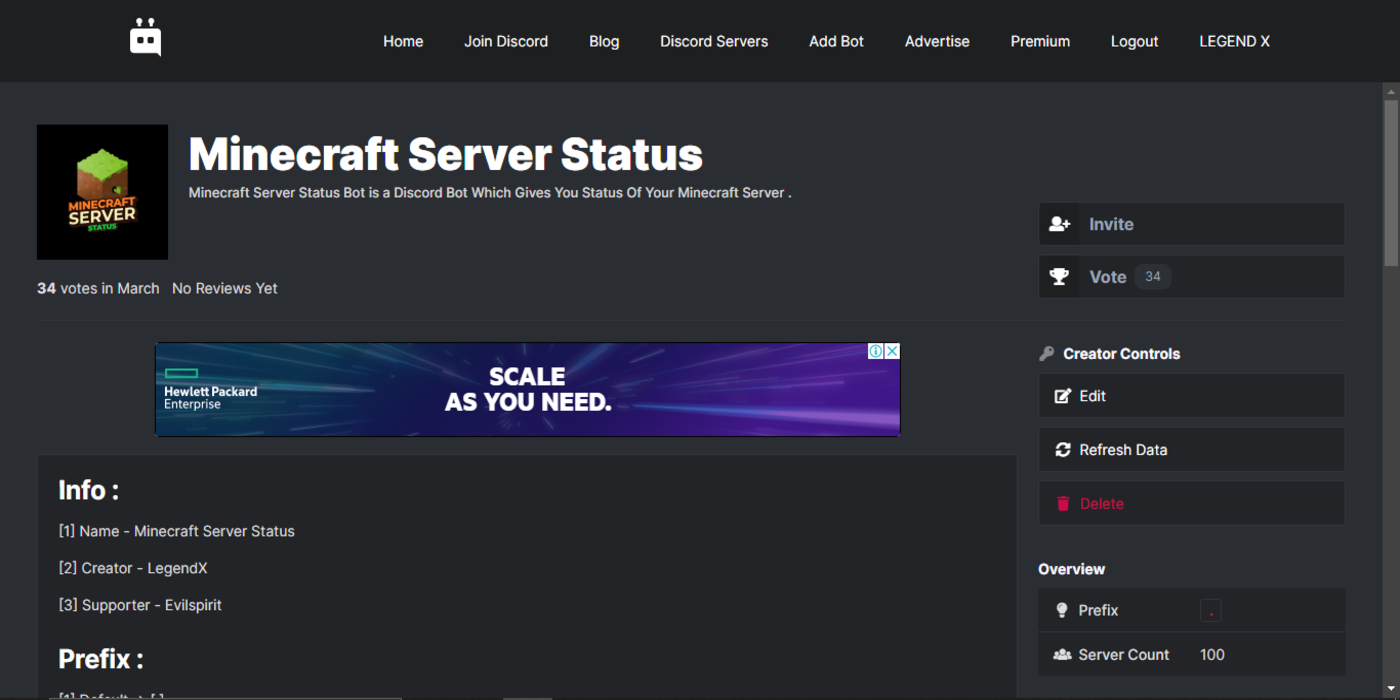 Home Join Discord Blog Discord Servers Add Bot Advertise Premium Logout LEGEND X
MINECRAFT
SERVER
STATUS
Minecraft Server Status
Minecraft Server Status Bot is a Discord Bot Which Gives You Status Of Your Minecraft Server .
34 votes in March No Reviews Yet
Invite
Vote 34
Hewlett Packard
Enterprise
SCALE
AS YOU NEED.
Info :
[1] Name - Minecraft Server Status
[2] Creator - LegendX
[3] Supporter - Evilspirit
Prefix :
Creator Controls
Edit
Refresh Data
Delete
Overview
Prefix .
Server Count 100